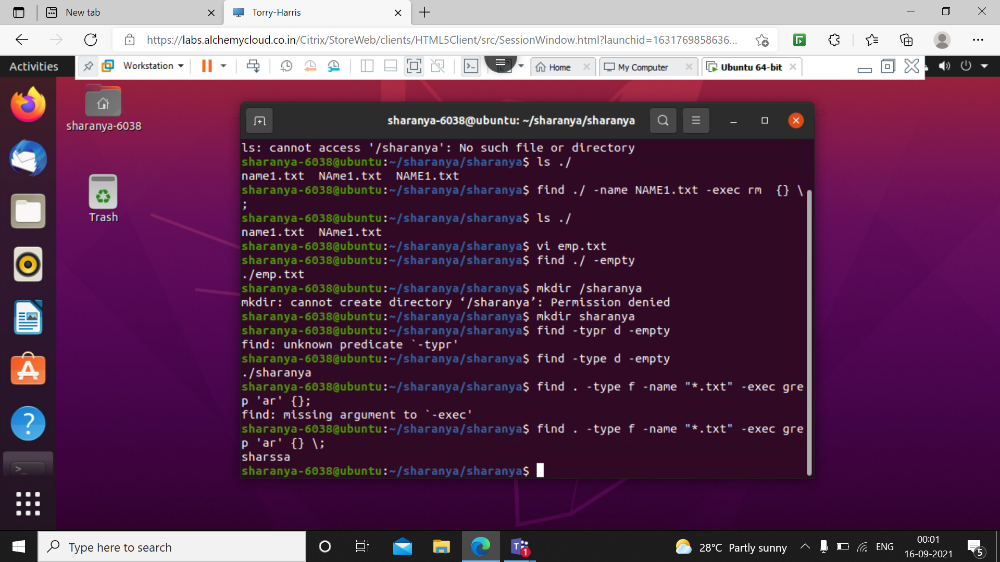 New tab
Torry-Harris
https://labs.alchemycloud.co.in/Citrix/StoreWeb/clients/HTML5Client/src/SessionWindow.html?launchid=1631769858636...
Activities
Workstation
Home
My Computer
Ubuntu 64-bit
sharanya-6038
Trash
sharanya-6038@ubuntu: ~/sharanya/sharanya
ls: cannot access '/sharanya': No such file or directory
sharanya-6038@ubuntu:~/sharanya/sharanya$ ls ./
name1.txt  NAme1.txt  NAME1.txt
sharanya-6038@ubuntu:~/sharanya/sharanya$ find ./ -name NAME1.txt -exec rm  {} \
;
sharanya-6038@ubuntu:~/sharanya/sharanya$ ls ./
name1.txt  NAme1.txt
sharanya-6038@ubuntu:~/sharanya/sharanya$ vi emp.txt
sharanya-6038@ubuntu:~/sharanya/sharanya$ find ./ -empty
./emp.txt
sharanya-6038@ubuntu:~/sharanya/sharanya$ mkdir /sharanya
mkdir: cannot create directory ‘/sharanya’: Permission denied
sharanya-6038@ubuntu:~/sharanya/sharanya$ mkdir sharanya
sharanya-6038@ubuntu:~/sharanya/sharanya$ find -typr d -empty
find: unknown predicate `-typr'
sharanya-6038@ubuntu:~/sharanya/sharanya$ find -type d -empty
./sharanya
sharanya-6038@ubuntu:~/sharanya/sharanya$ find . -type f -name "*.txt" -exec gre
p 'ar' {};
find: missing argument to `-exec'
sharanya-6038@ubuntu:~/sharanya/sharanya$ find . -type f -name "*.txt" -exec gre
p 'ar' {} \;
sharssa
sharanya-6038@ubuntu:~/sharanya/sharanya$
Type here to search
1
28°C Partly sunny
ENG
00:01
16-09-2021
5